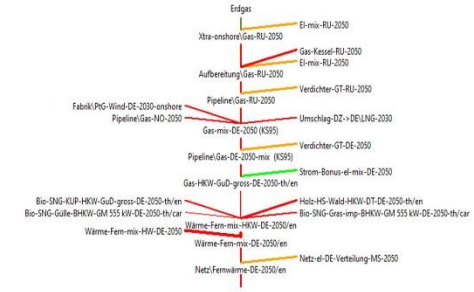 Erdgas
El-mix-RU-2050
Xtra-onshore\Gas-RU-2050
Gas-Kessel-RU-2050
El-mix-RU-2050
Aufbereitung\Gas-RU-2050
Verdichter-GT-RU-2050
Pipeline\Gas-RU-2050
Fabrik\PtG-Wind-DE-2030-onshore
Pipeline\Gas-NO-2050
Umschlag-DZ->DE\LNG-2030
Gas-mix-DE-2050 (KS95)
Verdichter-GT-DE-2050
Pipeline\Gas-DE-2050-mix (KS95)
Strom-Bonus-el-mix-DE-2050
Gas-HKW-GuD-gross-DE-2050-th/en
Bio-SNG-KUP-HKW-GuD-gross-DE-2050-th/en
Holz-HS-Wald-HKW-DT-DE-2050-th/en
Bio-SNG-Gülle-BHKW-GM 555 kW-DE-2050-th/car
Bio-SNG-Gras-imp-BHKW-GM 555 kW-DE-2050-th/car
Wärme-Fern-mix-HKW-DE-2050/en
Wärme-Fern-mix-HW-DE-2050
Wärme-Fern-mix-DE-2050/en
Netz-el-DE-Verteilung-MS-2050
Netz\Fernwärme-DE-2050/en